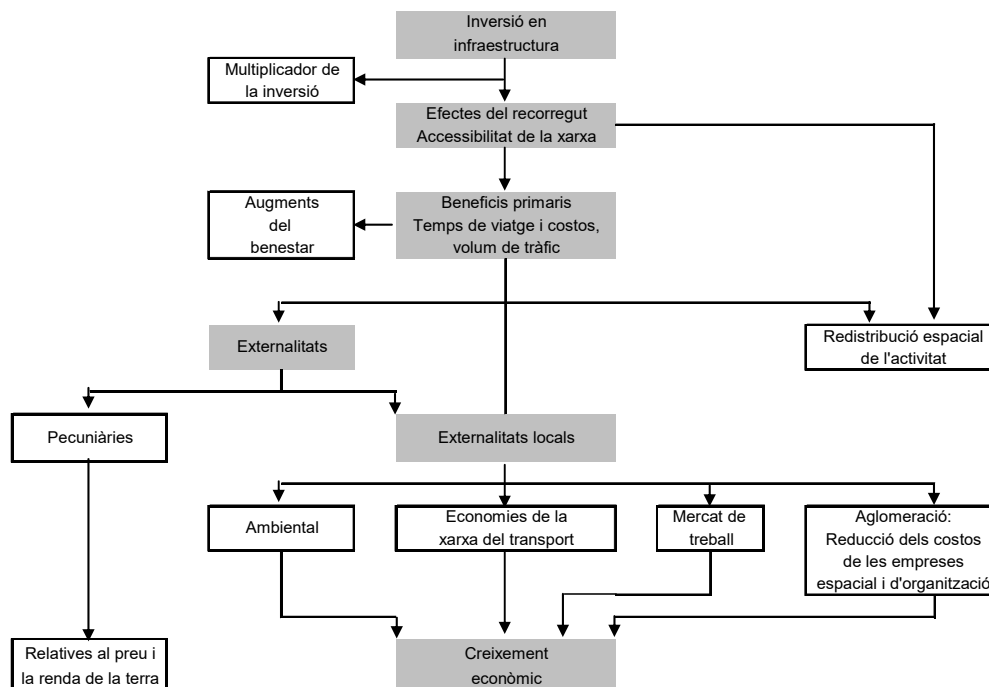 Inversió en
infraestructura
Multiplicador de
la inversió
Efectes del recorregut
Accessibilitat de la xarxa
Augments
del
benestar
Beneficis primaris
Temps de viatge i costos,
volum de tràfic
Externalitats
Redistribució espacial
de l'activitat
Pecuniàries
Externalitats locals
Ambiental
Economies de la
xarxa del transport
Mercat de
treball
Aglomeració:
Reducció dels costos
de les empreses
espacial i d'organització
Relatives al preu i
la renda de la terra
Creixement
econòmic